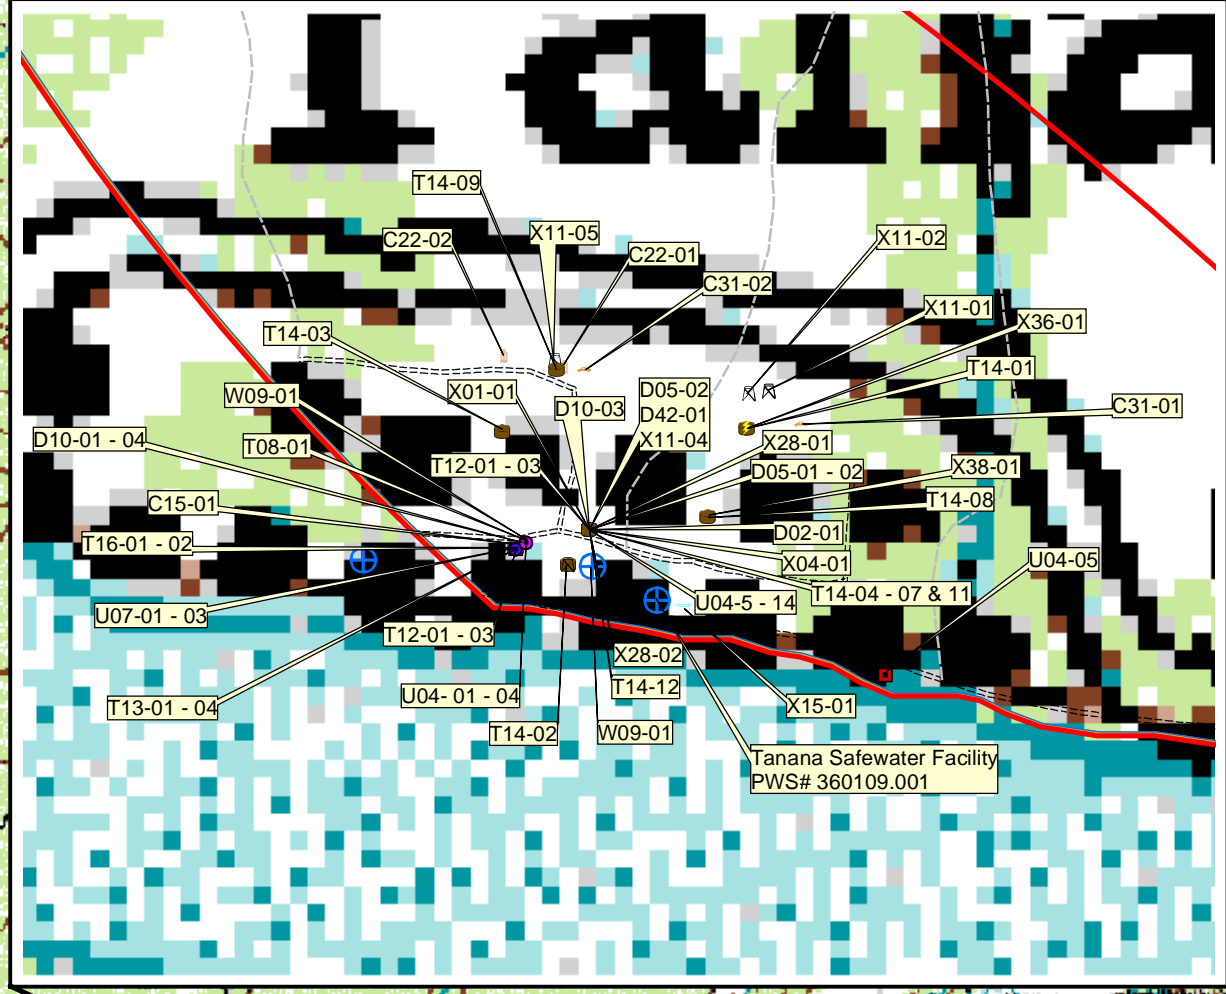 T14-09
X11-05
C22-02
X11-02
C22-01
C31-02
X11-01
X36-01
T14-03
T14-01
X01-01
D05-02
D42-01
X11-04
W09-01
D10-03
C31-01
D10-01 - 04
T08-01
X28-01
T12-01 - 03
D05-01 - 02
X38-01
C15-01
T14-08
D02-01
T16-01 - 02
X04-01
U04-05
T14-04 - 07 & 11
U04-5 - 14
U07-01 - 03
T12-01 - 03
X28-02
T14-12
U04- 01 - 04
T13-01 - 04
X15-01
T14-02
W09-01
Tanana Safewater Facility
PWS# 360109.001